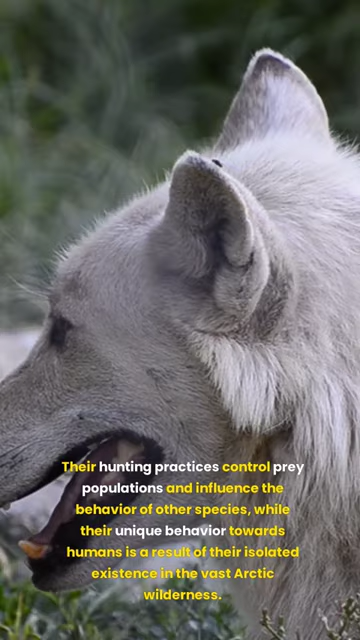 Their hunting practices control prey
populations and influence the
behavior of other species, while
their unique behavior towards
humans is a result of their isolated
existence in the vast Arctic
wilderness.